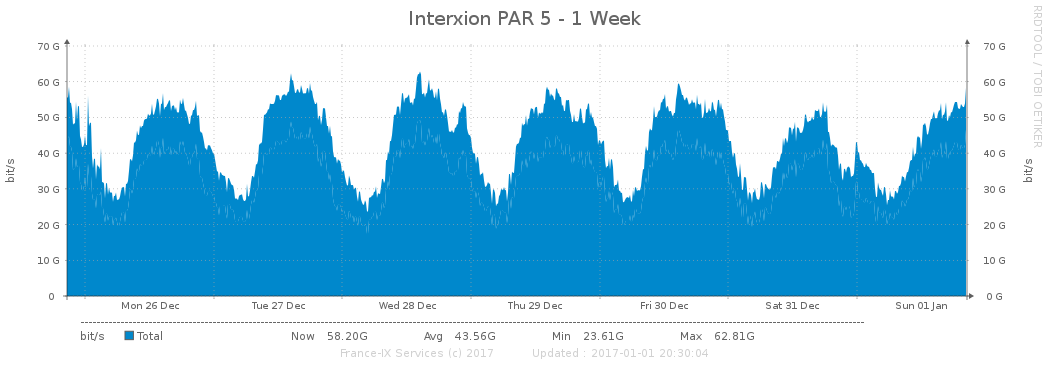 Interxion PAR 5 - 1 Week
RRDTOOL / TOBI OETIKER
70 G 70 G
60 G 60 G
50 G 50 G
40 G 40 G
30 G 30 G
20 G 20 G
10 G 10 G
0 0 G
bit/s bit/s
Mon 26 Dec Tue 27 Dec Wed 28 Dec Thu 29 Dec Fri 30 Dec Sat 31 Dec Sun 01 Jan
bit/s Total Now 58.20G Avg 43.56G Min 23.61G Max 62.81G
France-IX Services (c) 2017 Updated : 2017-01-01 20:30:04